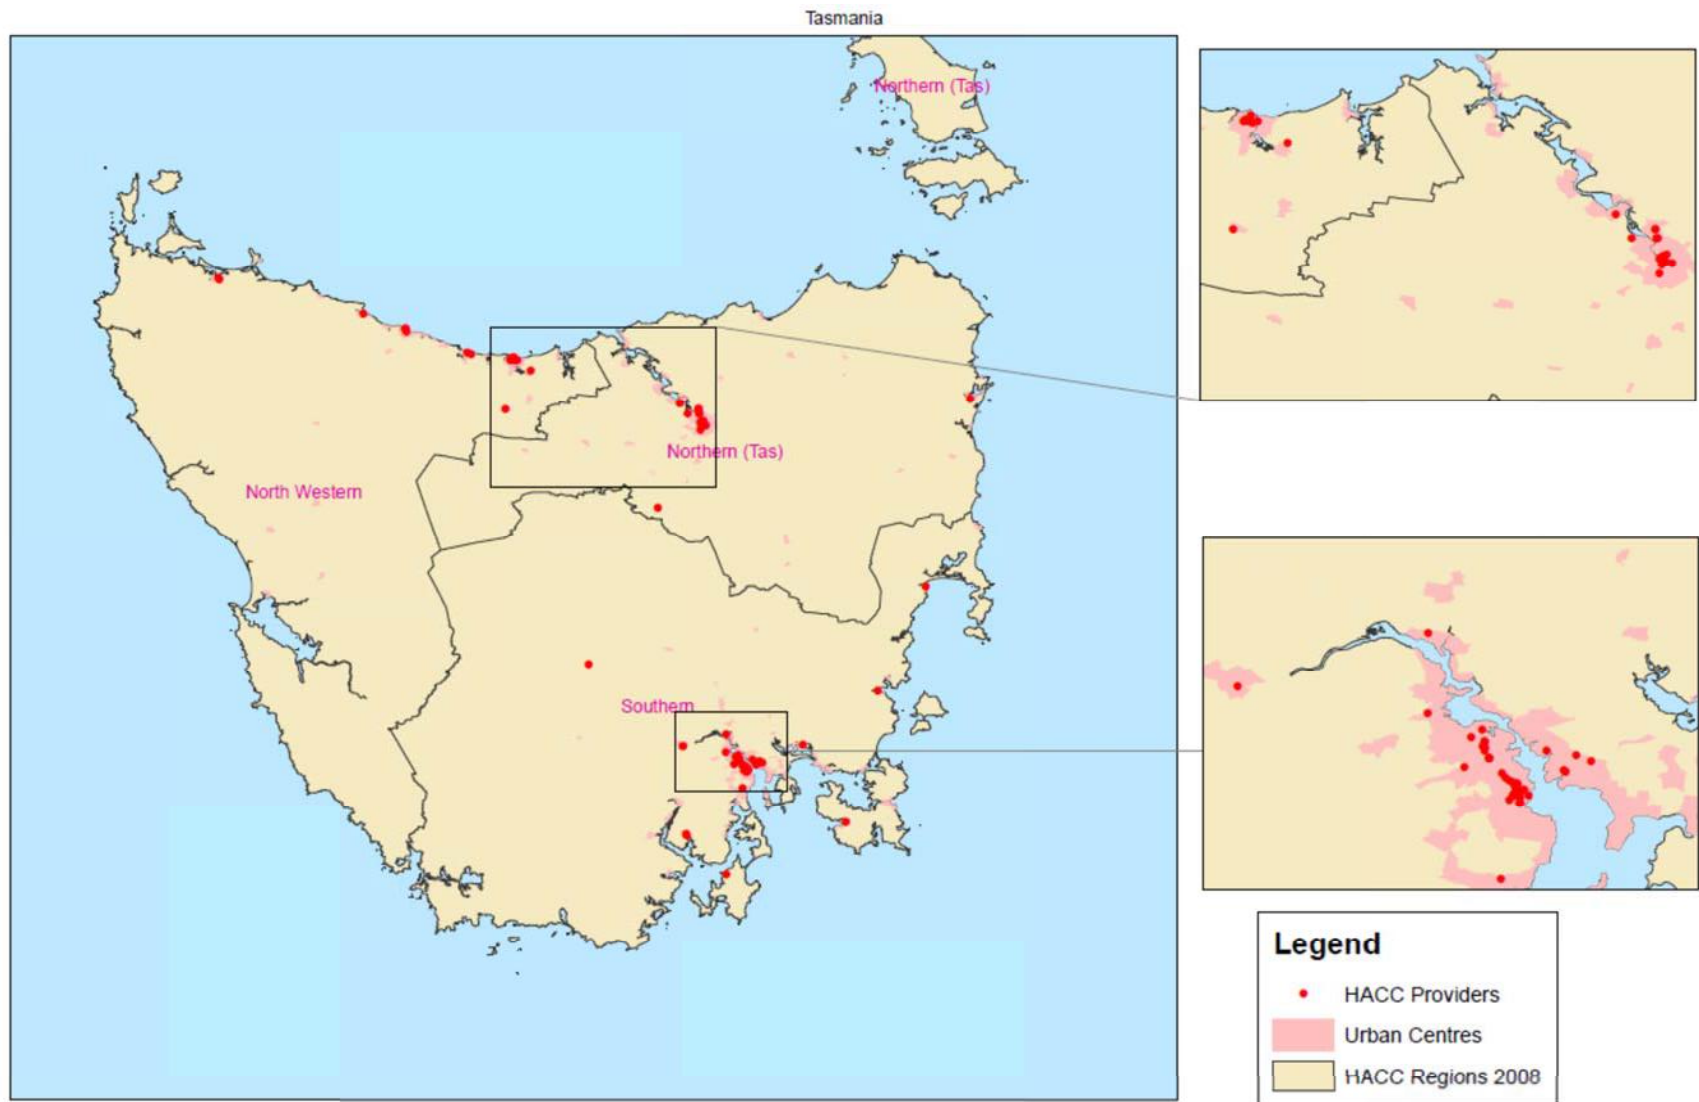 Tasmania
Northern (Tas)
Northern (Tas)
North Western
Southern
Legend
HACC Providers
Urban Centres
HACC Regions 2008